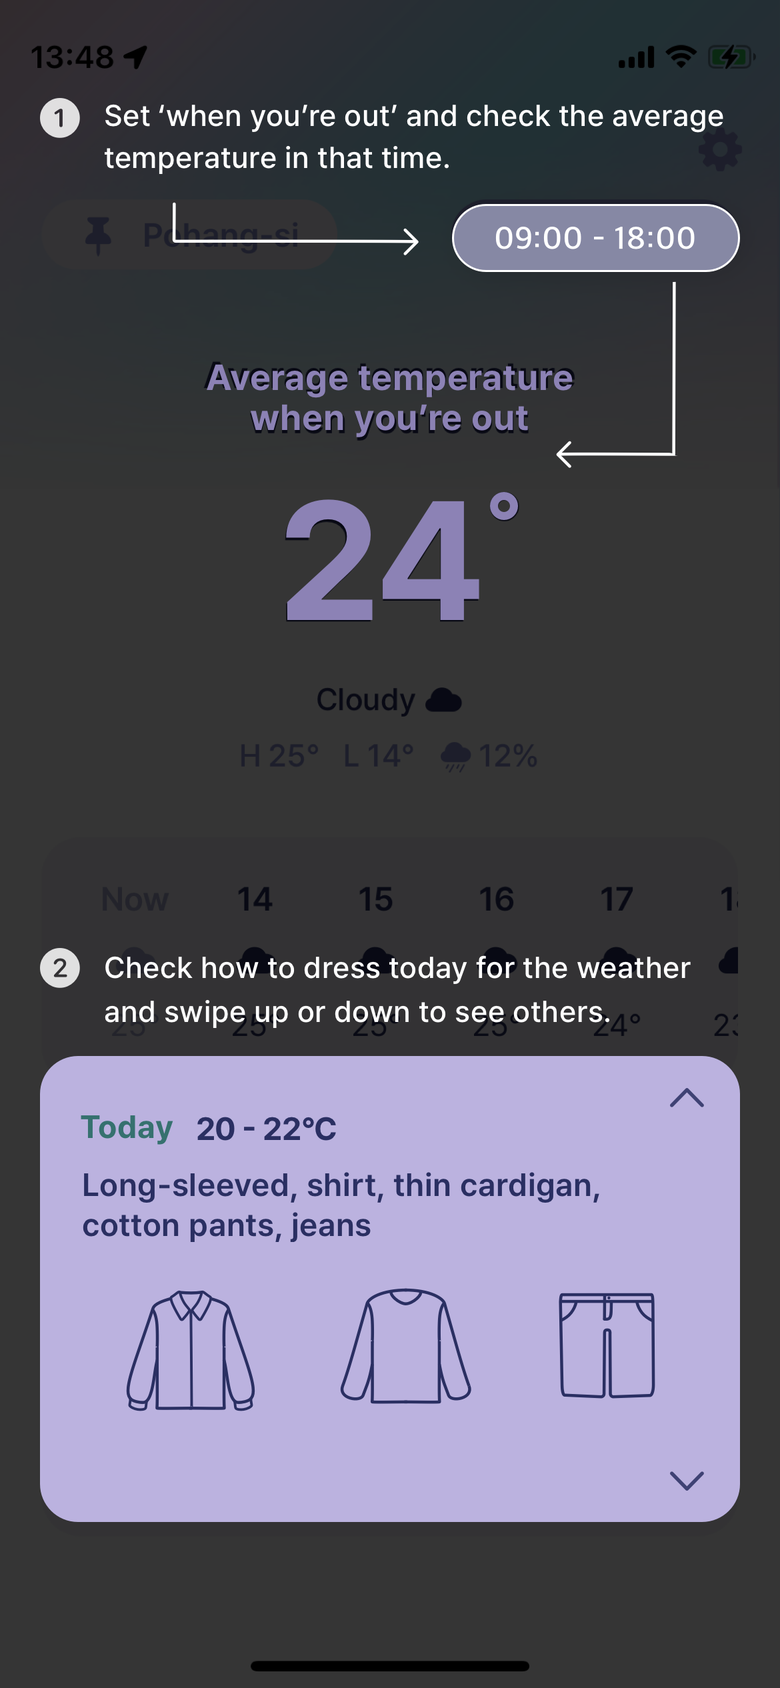 13:48
1 Set ‘when you’re out’ and check the average
temperature in that time.
Pohang-si
09:00 - 18:00
Average temperature
when you’re out
24°
Cloudy
H 25° L 14° 12%
Now 14 15 16 17
2 Check how to dress today for the weather
and swipe up or down to see others.
25° 25° 25° 25° 24°
Today 20 - 22°C
Long-sleeved, shirt, thin cardigan,
cotton pants, jeans